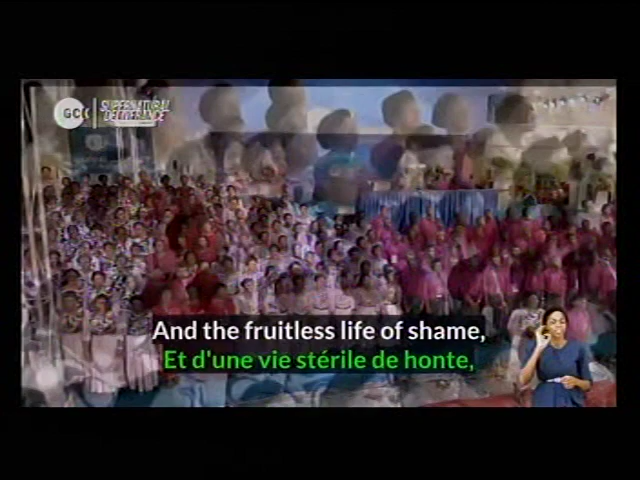 GCK
SUPERNATURAL
DELIVERANCE
And the fruitless life of shame,
Et d'une vie stérile de honte,